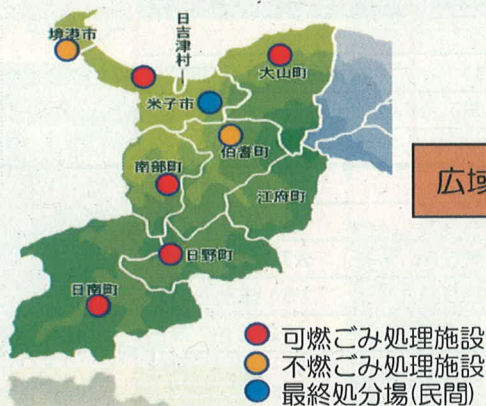 境港市
日吉津村
大山町
米子市
伯耆町
南部町
江府町
広域
日野町
日南町
可燃ごみ処理施設
不燃ごみ処理施設
最終処分場(民間)